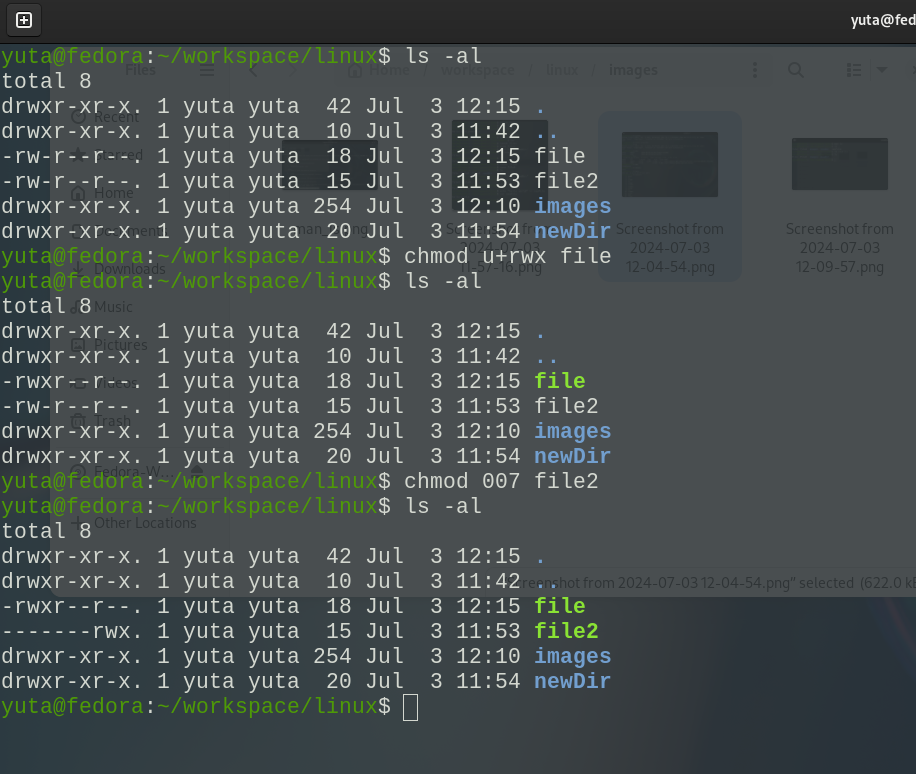 yuta@fed
yuta@fedora:~/workspace/linux$ ls -al
total 8
drwxr-xr-x. 1 yuta yuta  42 Jul  3 12:15 .
drwxr-xr-x. 1 yuta yuta  10 Jul  3 11:42 ..
-rw-r--r--. 1 yuta yuta  18 Jul  3 12:15 file
-rw-r--r--. 1 yuta yuta  15 Jul  3 11:53 file2
drwxr-xr-x. 1 yuta yuta 254 Jul  3 12:10 images
drwxr-xr-x. 1 yuta yuta  20 Jul  3 11:54 newDir
yuta@fedora:~/workspace/linux$ chmod u+rwx file
yuta@fedora:~/workspace/linux$ ls -al
total 8
drwxr-xr-x. 1 yuta yuta  42 Jul  3 12:15 .
drwxr-xr-x. 1 yuta yuta  10 Jul  3 11:42 ..
-rwxr--r--. 1 yuta yuta  18 Jul  3 12:15 file
-rw-r--r--. 1 yuta yuta  15 Jul  3 11:53 file2
drwxr-xr-x. 1 yuta yuta 254 Jul  3 12:10 images
drwxr-xr-x. 1 yuta yuta  20 Jul  3 11:54 newDir
yuta@fedora:~/workspace/linux$ chmod 007 file2
yuta@fedora:~/workspace/linux$ ls -al
total 8
drwxr-xr-x. 1 yuta yuta  42 Jul  3 12:15 .
drwxr-xr-x. 1 yuta yuta  10 Jul  3 11:42 ..
-rwxr--r--. 1 yuta yuta  18 Jul  3 12:15 file
-------rwx. 1 yuta yuta  15 Jul  3 11:53 file2
drwxr-xr-x. 1 yuta yuta 254 Jul  3 12:10 images
drwxr-xr-x. 1 yuta yuta  20 Jul  3 11:54 newDir
yuta@fedora:~/workspace/linux$
Files
Home / workspace / linux / images
Recent
Starred
Home
Downloads
Music
Pictures
Trash
Fedora-W...
Other Locations
Screenshot from
2024-07-03
11-57-16.png
Screenshot from
2024-07-03
12-04-54.png
Screenshot from
2024-07-03
12-09-57.png
screenshot from 2024-07-03 12-04-54.png" selected (622.0 k